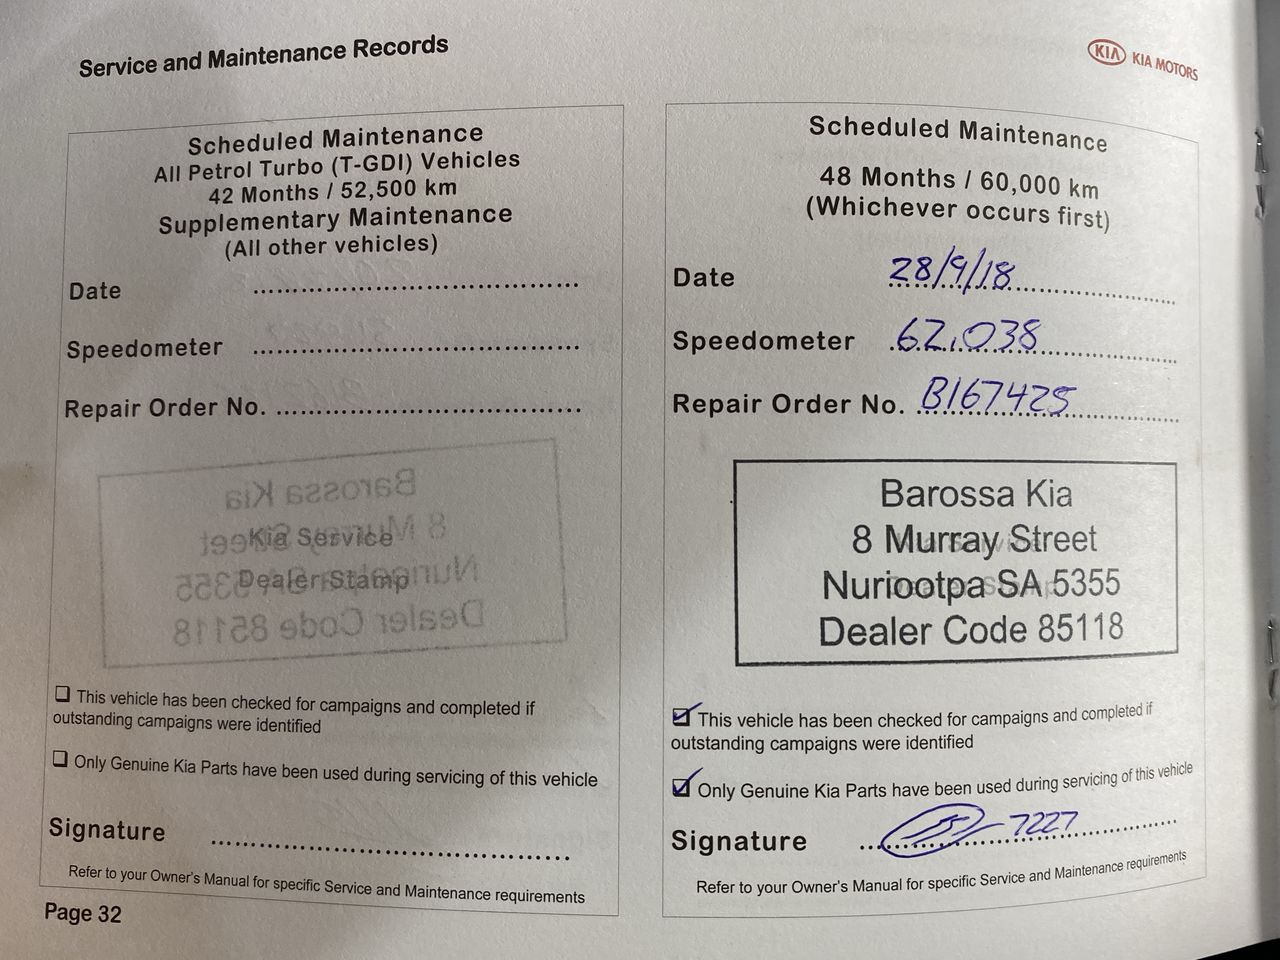 Service and Maintenance Records
KIA KIA MOTORS
Scheduled Maintenance
All Petrol Turbo (T-GDI) Vehicles
42 Months / 52,500 km
Supplementary Maintenance
(All other vehicles)
Date
Speedometer
Repair Order No.
Kia Service
Dealer Stamp
This vehicle has been checked for campaigns and completed if
outstanding campaigns were identified
Only Genuine Kia Parts have been used during servicing of this vehicle
Signature
Refer to your Owner's Manual for specific Service and Maintenance requirements
Page 32
Scheduled Maintenance
48 Months / 60,000 km
(Whichever occurs first)
Date 28/9/18
Speedometer 62,038
Repair Order No. B167425
Barossa Kia
8 Murray Street
Nuriootpa SA 5355
Dealer Code 85118
This vehicle has been checked for campaigns and completed if
outstanding campaigns were identified
Only Genuine Kia Parts have been used during servicing of this vehicle
Signature 7227
Refer to your Owner's Manual for specific Service and Maintenance requirements